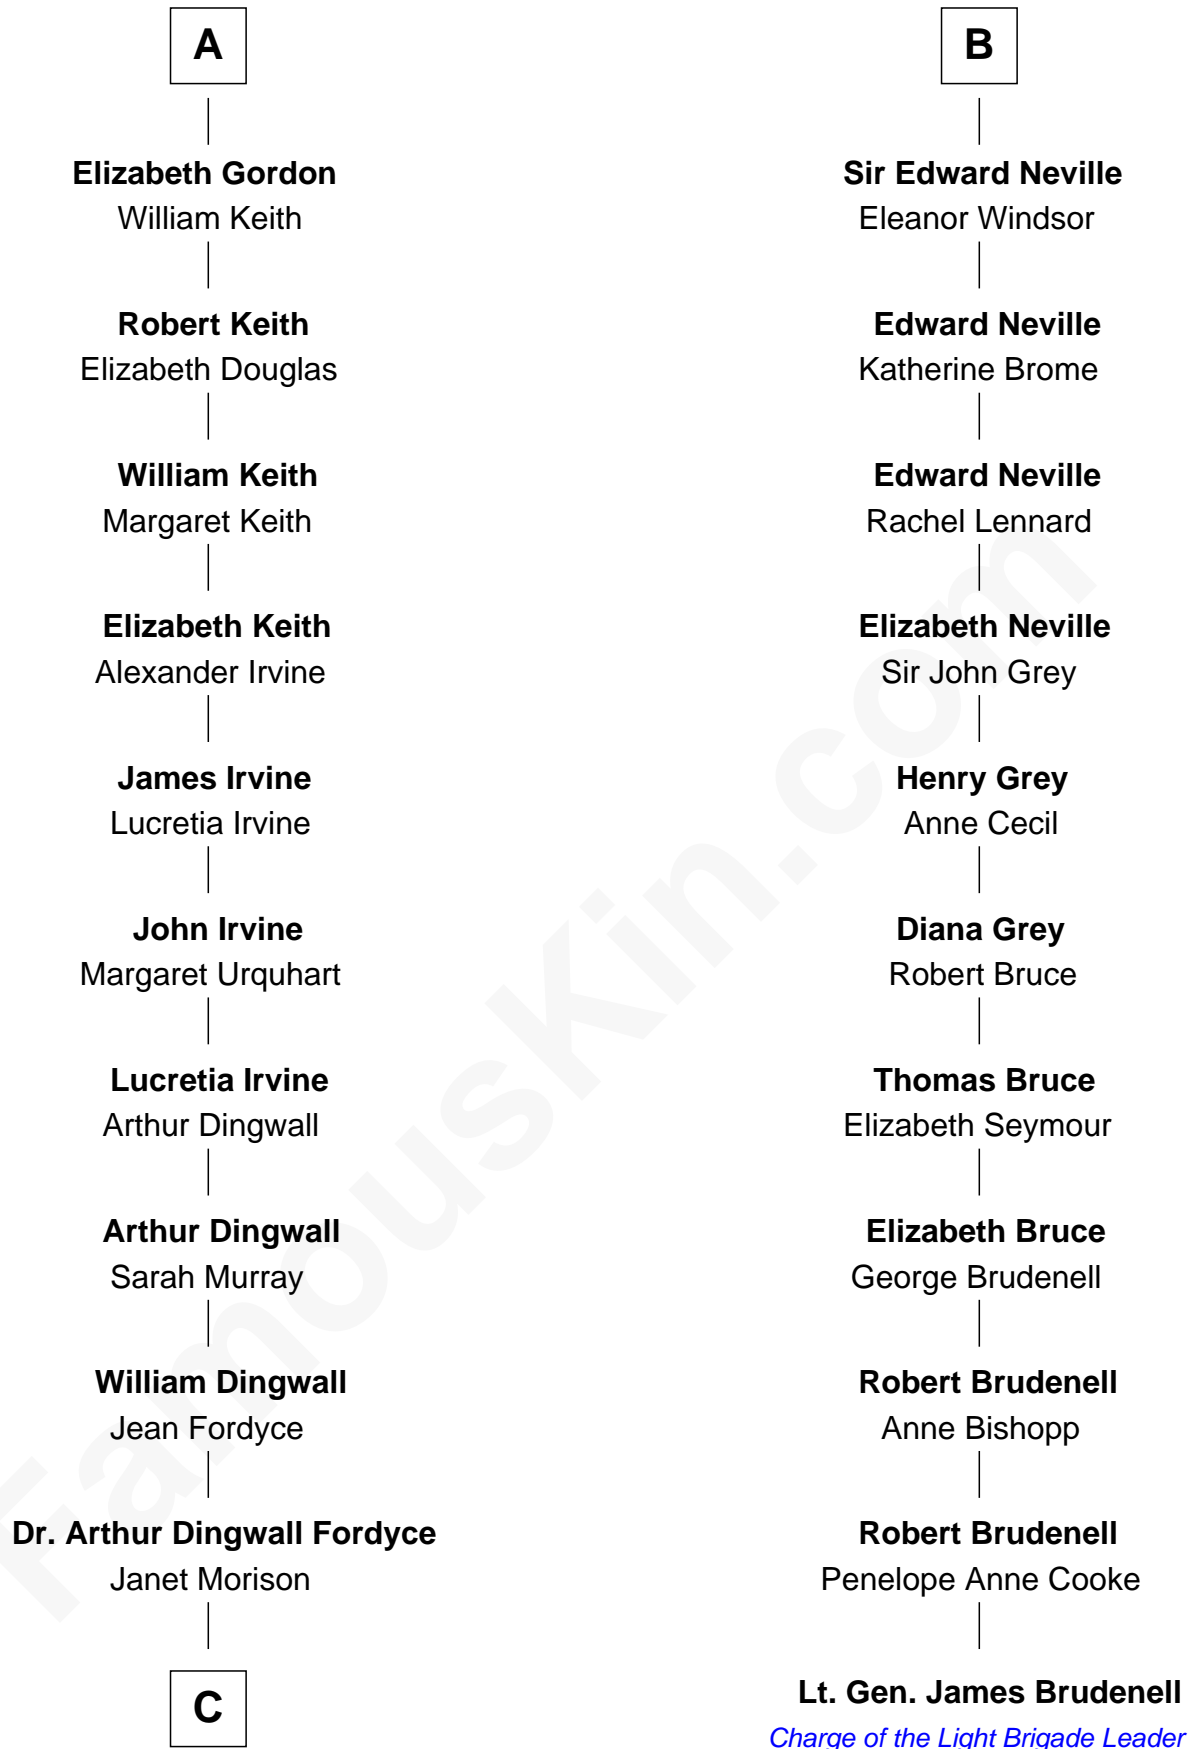 A
Elizabeth Gordon
William Keith
Robert Keith
Elizabeth Douglas
William Keith
Margaret Keith
Elizabeth Keith
Alexander Irvine
James Irvine
Lucretia Irvine
John Irvine
Margaret Urquhart
Lucretia Irvine
Arthur Dingwall
Arthur Dingwall
Sarah Murray
William Dingwall
Jean Fordyce
Dr. Arthur Dingwall Fordyce
Janet Morison
C
B
Sir Edward Neville
Eleanor Windsor
Edward Neville
Katherine Brome
Edward Neville
Rachel Lennard
Elizabeth Neville
Sir John Grey
Henry Grey
Anne Cecil
Diana Grey
Robert Bruce
Thomas Bruce
Elizabeth Seymour
Elizabeth Bruce
George Brudenell
Robert Brudenell
Anne Bishopp
Robert Brudenell
Penelope Anne Cooke
Lt. Gen. James Brudenell
Charge of the Light Brigade Leader
FamousKin.com